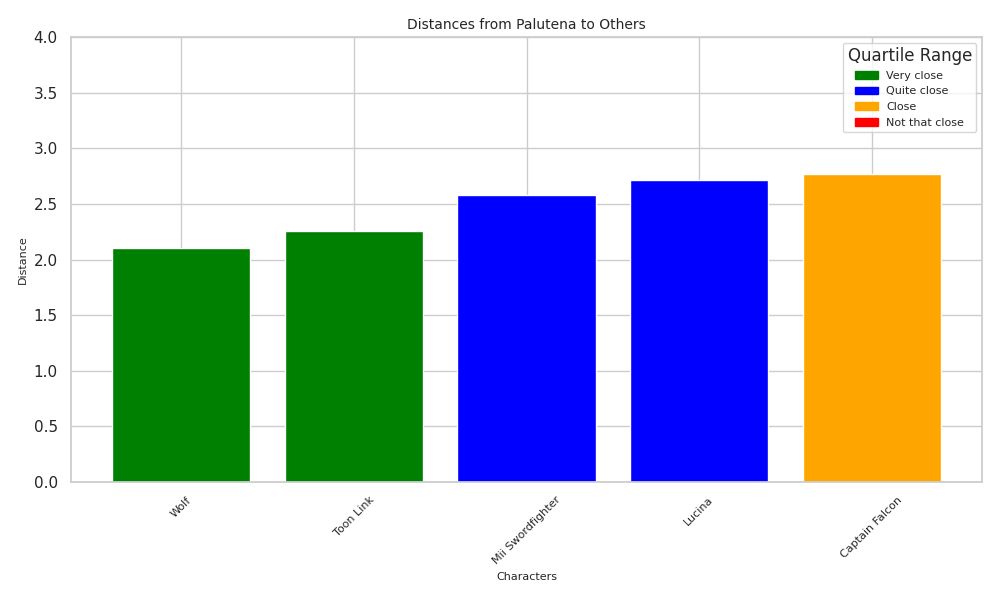 Distances from Palutena to Others
Quartile Range
Very close
Quite close
Close
Not that close
Distance
4.0
3.5
3.0
2.5
2.0
1.5
1.0
0.5
0.0
Wolf
Toon Link
Mii Swordfighter
Lucina
Captain Falcon
Characters